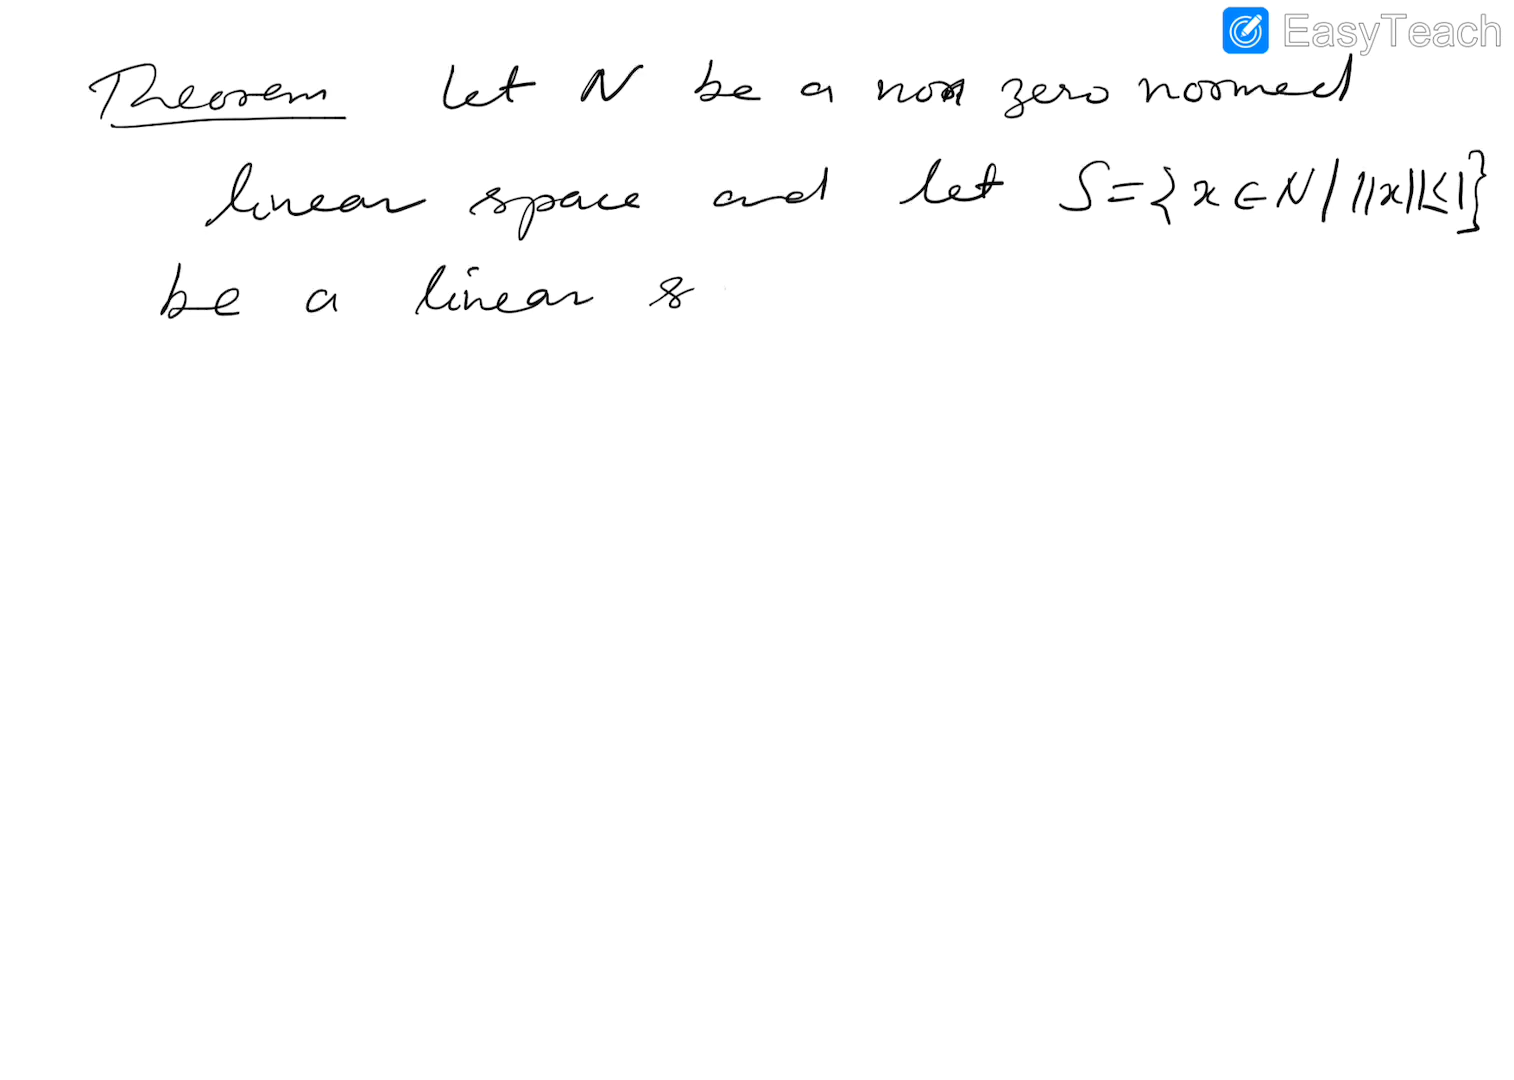 EasyTeach
Theorem Let N be a non zero normed
linear space and let S={x∈N/||x||≤1}
be a linear s